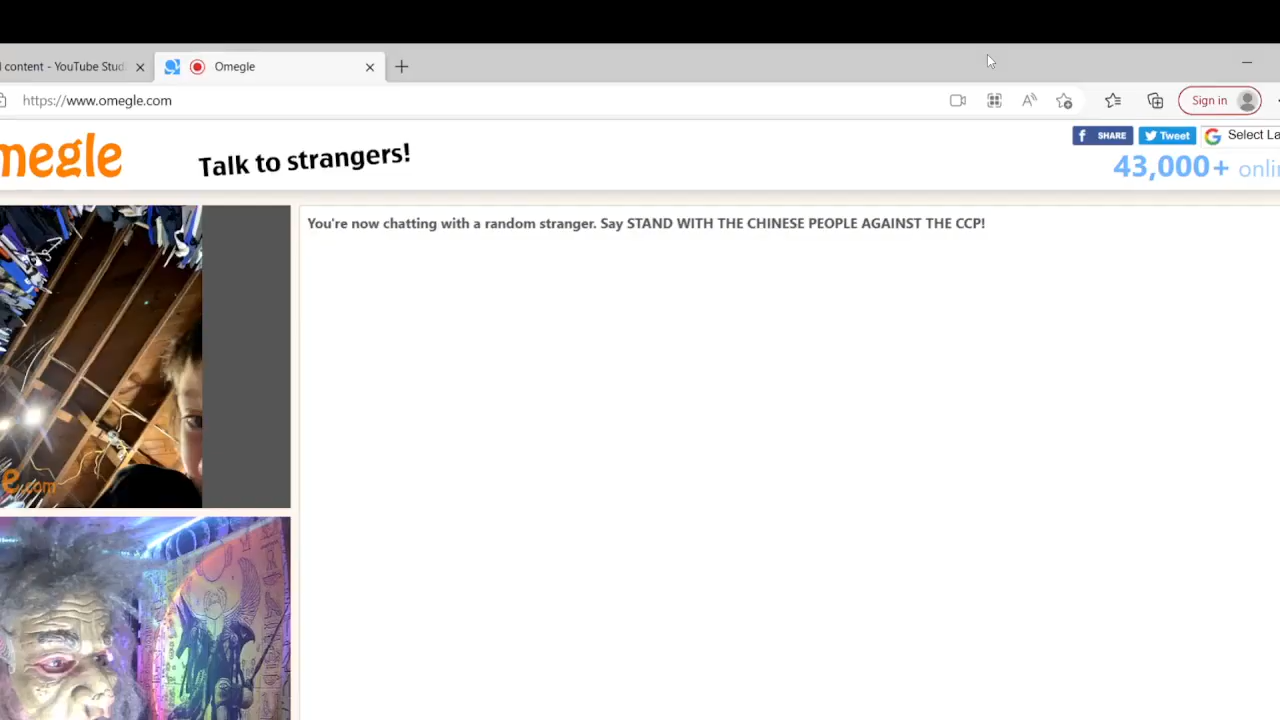 l content - YouTube Stud
Omegle
https://www.omegle.com
Sign in
megle
Talk to strangers!
SHARE
Tweet
Select La
43,000+ onli
You're now chatting with a random stranger. Say STAND WITH THE CHINESE PEOPLE AGAINST THE CCP!
e.com